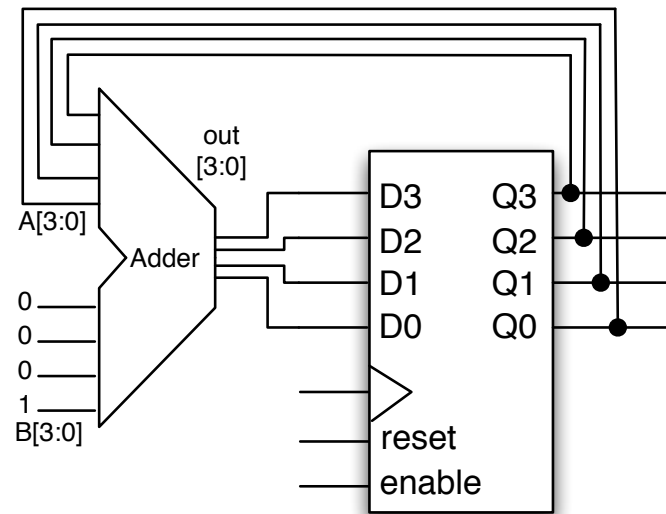 out
[3:0]
D3 Q3
A[3:0]
D2 Q2
Adder
D1 Q1
0
D0 Q0
0
0
1
B[3:0]
reset
enable